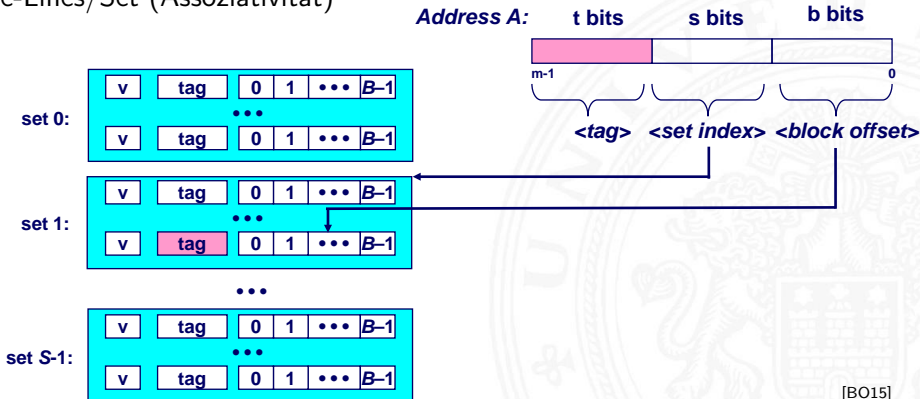 (Assoziativität)
Address A: t bits s bits b bits
m-1 0
<tag> <set index> <block offset>
set 0:
v tag 0 1 ••• B–1
•••
v tag 0 1 ••• B–1
set 1:
v tag 0 1 ••• B–1
•••
v tag 0 1 ••• B–1
•••
set S-1:
v tag 0 1 ••• B–1
•••
v tag 0 1 ••• B–1
[BO15]